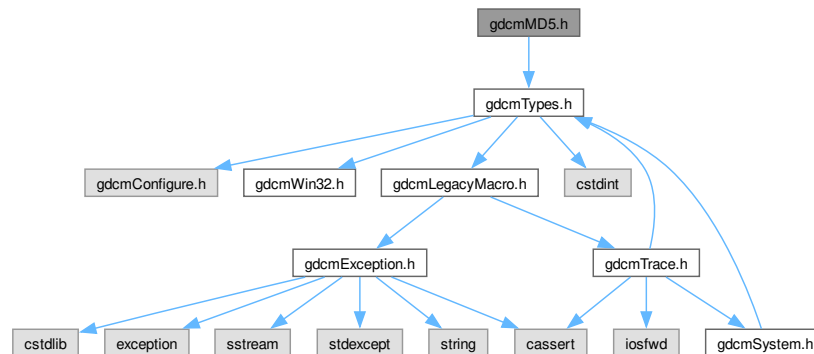 gdcmMD5.h
gdcmTypes.h
gdcmConfigure.h
gdcmWin32.h
gdcmLegacyMacro.h
cstdint
gdcmException.h
gdcmTrace.h
cstdlib
exception
sstream
stdexcept
string
cassert
iosfwd
gdcmSystem.h